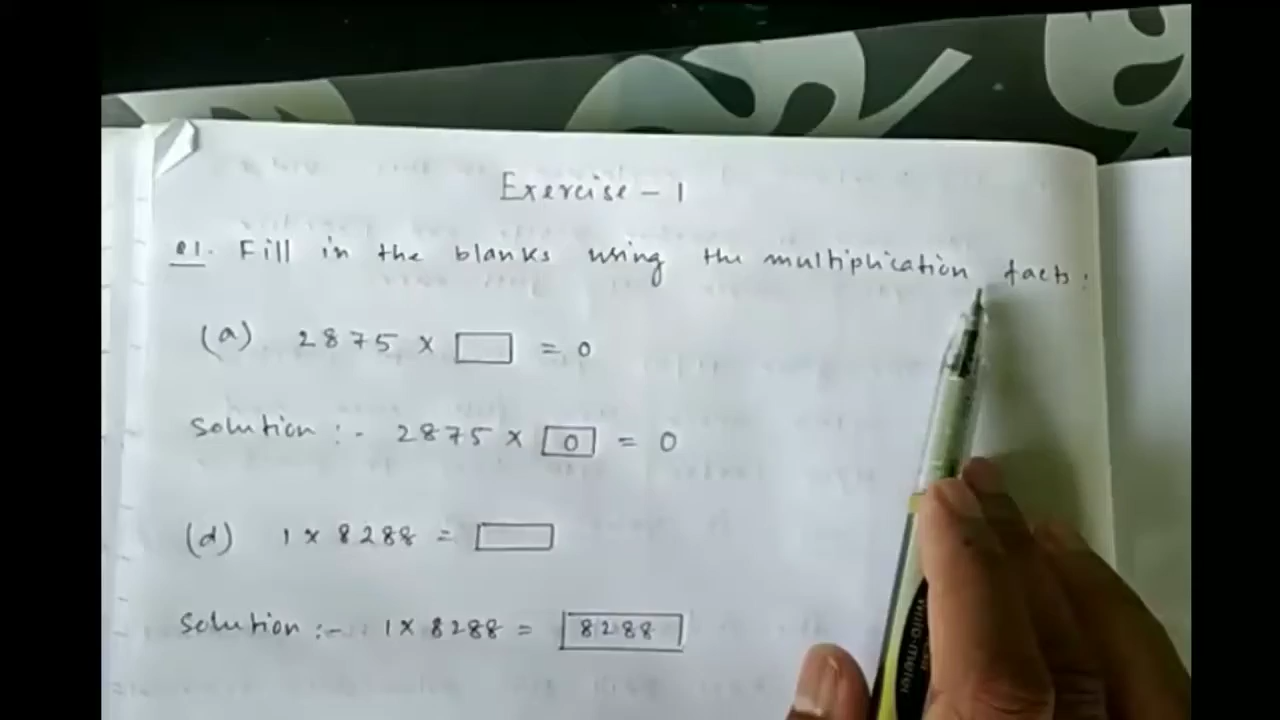 Exercise - 1
Q1. Fill in the blanks using the multiplication facts:
(a) 2875 × = 0
Solution :- 2875 × 0 = 0
(d) 1 × 8288 =
Solution :- 1 × 8288 = 8288